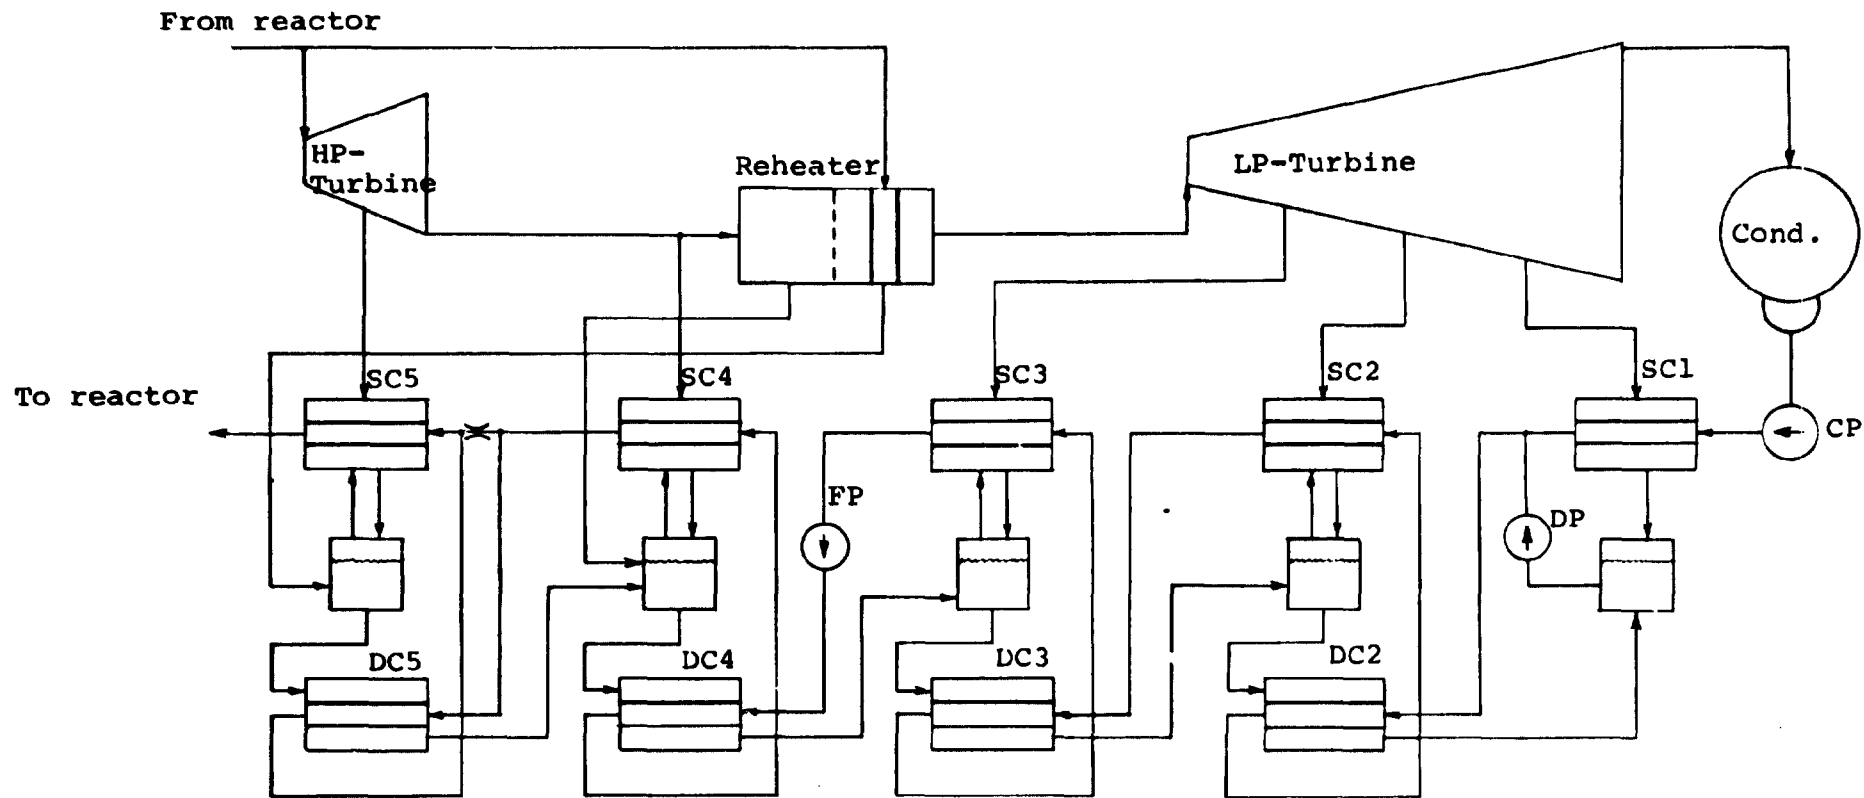 From reactor
HP-
Turbine
Reheater
LP-Turbine
Cond.
To reactor
SC5
SC4
SC3
SC2
SC1
CP
FP
DP
DC5
DC4
DC3
DC2